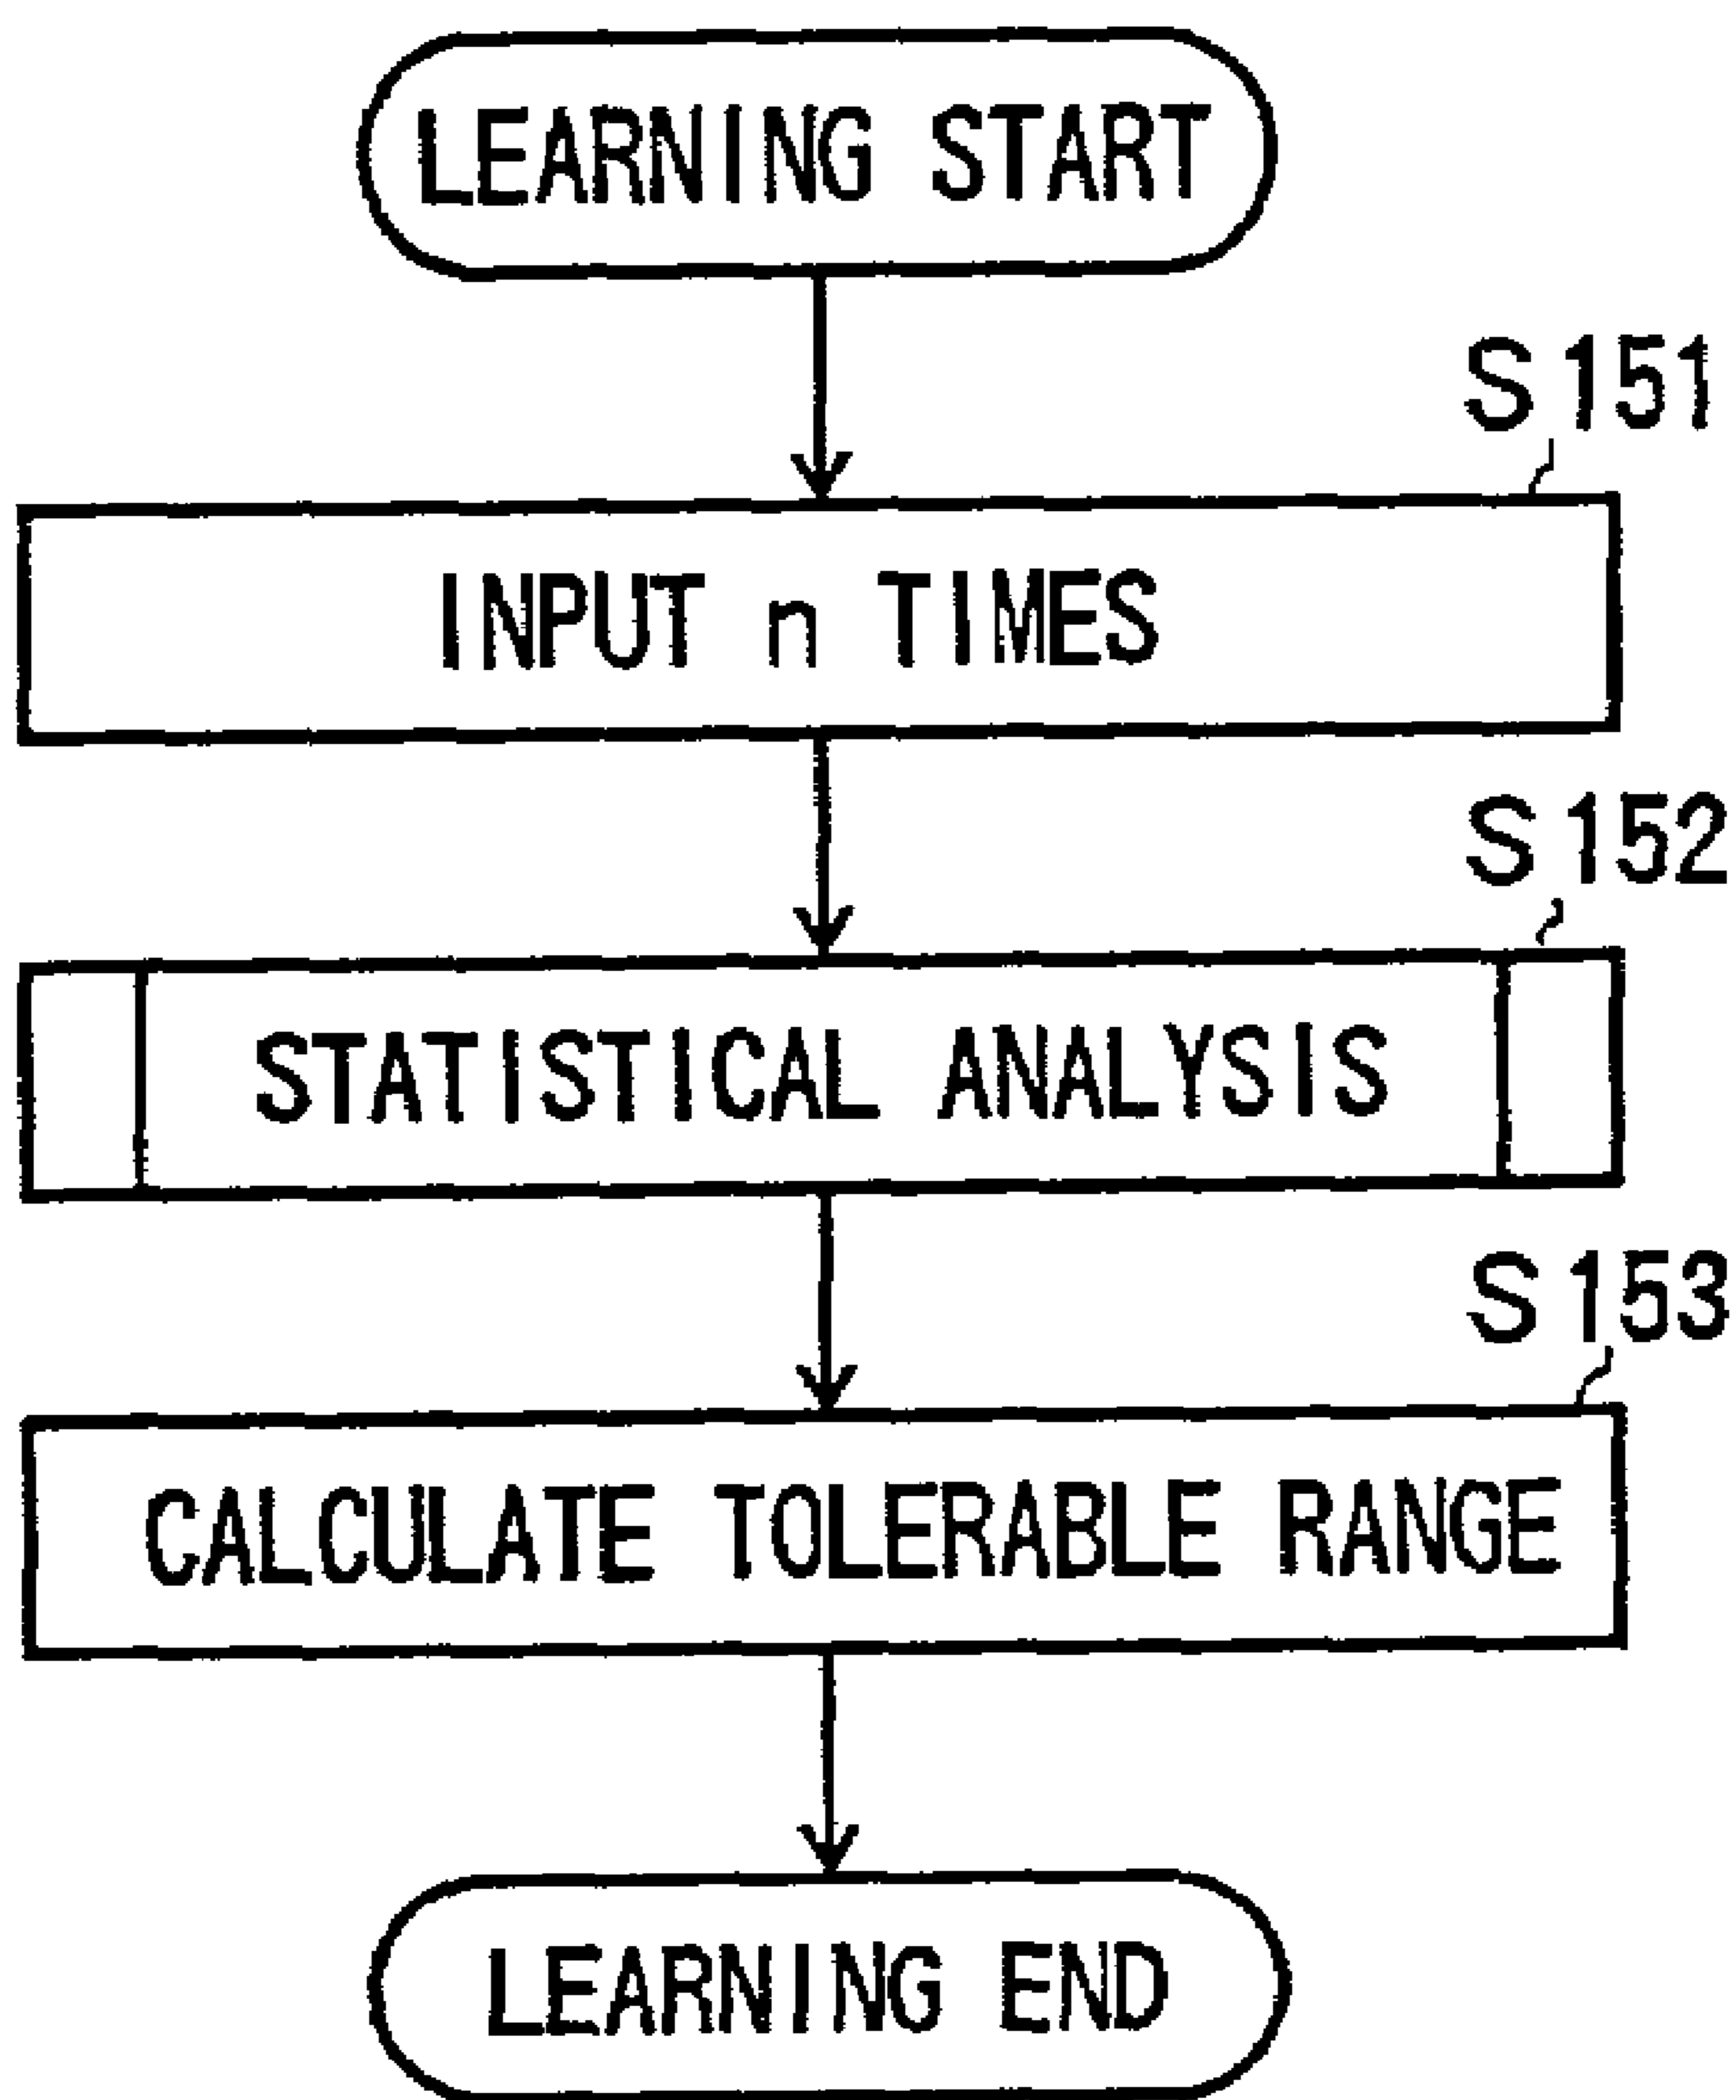 LEARNING START
S151
INPUT n TIMES
S152
STATISTICAL ANALYSIS
S153
CALCULATE TOLERABLE RANGE
LEARNING END